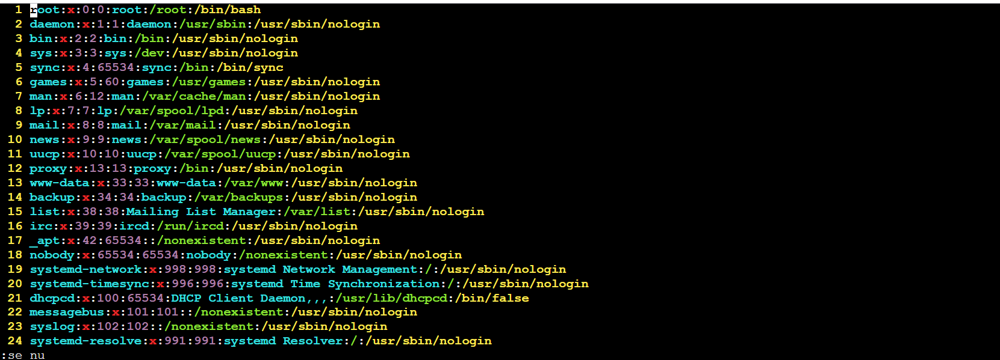 1 root:x:0:0:root:/root:/bin/bash
2 daemon:x:1:1:daemon:/usr/sbin:/usr/sbin/nologin
3 bin:x:2:2:bin:/bin:/usr/sbin/nologin
4 sys:x:3:3:sys:/dev:/usr/sbin/nologin
5 sync:x:4:65534:sync:/bin:/bin/sync
6 games:x:5:60:games:/usr/games:/usr/sbin/nologin
7 man:x:6:12:man:/var/cache/man:/usr/sbin/nologin
8 lp:x:7:7:lp:/var/spool/lpd:/usr/sbin/nologin
9 mail:x:8:8:mail:/var/mail:/usr/sbin/nologin
10 news:x:9:9:news:/var/spool/news:/usr/sbin/nologin
11 uucp:x:10:10:uucp:/var/spool/uucp:/usr/sbin/nologin
12 proxy:x:13:13:proxy:/bin:/usr/sbin/nologin
13 www-data:x:33:33:www-data:/var/www:/usr/sbin/nologin
14 backup:x:34:34:backup:/var/backups:/usr/sbin/nologin
15 list:x:38:38:Mailing List Manager:/var/list:/usr/sbin/nologin
16 irc:x:39:39:ircd:/run/ircd:/usr/sbin/nologin
17 _apt:x:42:65534::/nonexistent:/usr/sbin/nologin
18 nobody:x:65534:65534:nobody:/nonexistent:/usr/sbin/nologin
19 systemd-network:x:998:998:systemd Network Management:/:/usr/sbin/nologin
20 systemd-timesync:x:996:996:systemd Time Synchronization:/:/usr/sbin/nologin
21 dhcpcd:x:100:65534:DHCP Client Daemon,,,:/usr/lib/dhcpcd:/bin/false
22 messagebus:x:101:101::/nonexistent:/usr/sbin/nologin
23 syslog:x:102:102::/nonexistent:/usr/sbin/nologin
24 systemd-resolve:x:991:991:systemd Resolver:/:/usr/sbin/nologin
:se nu